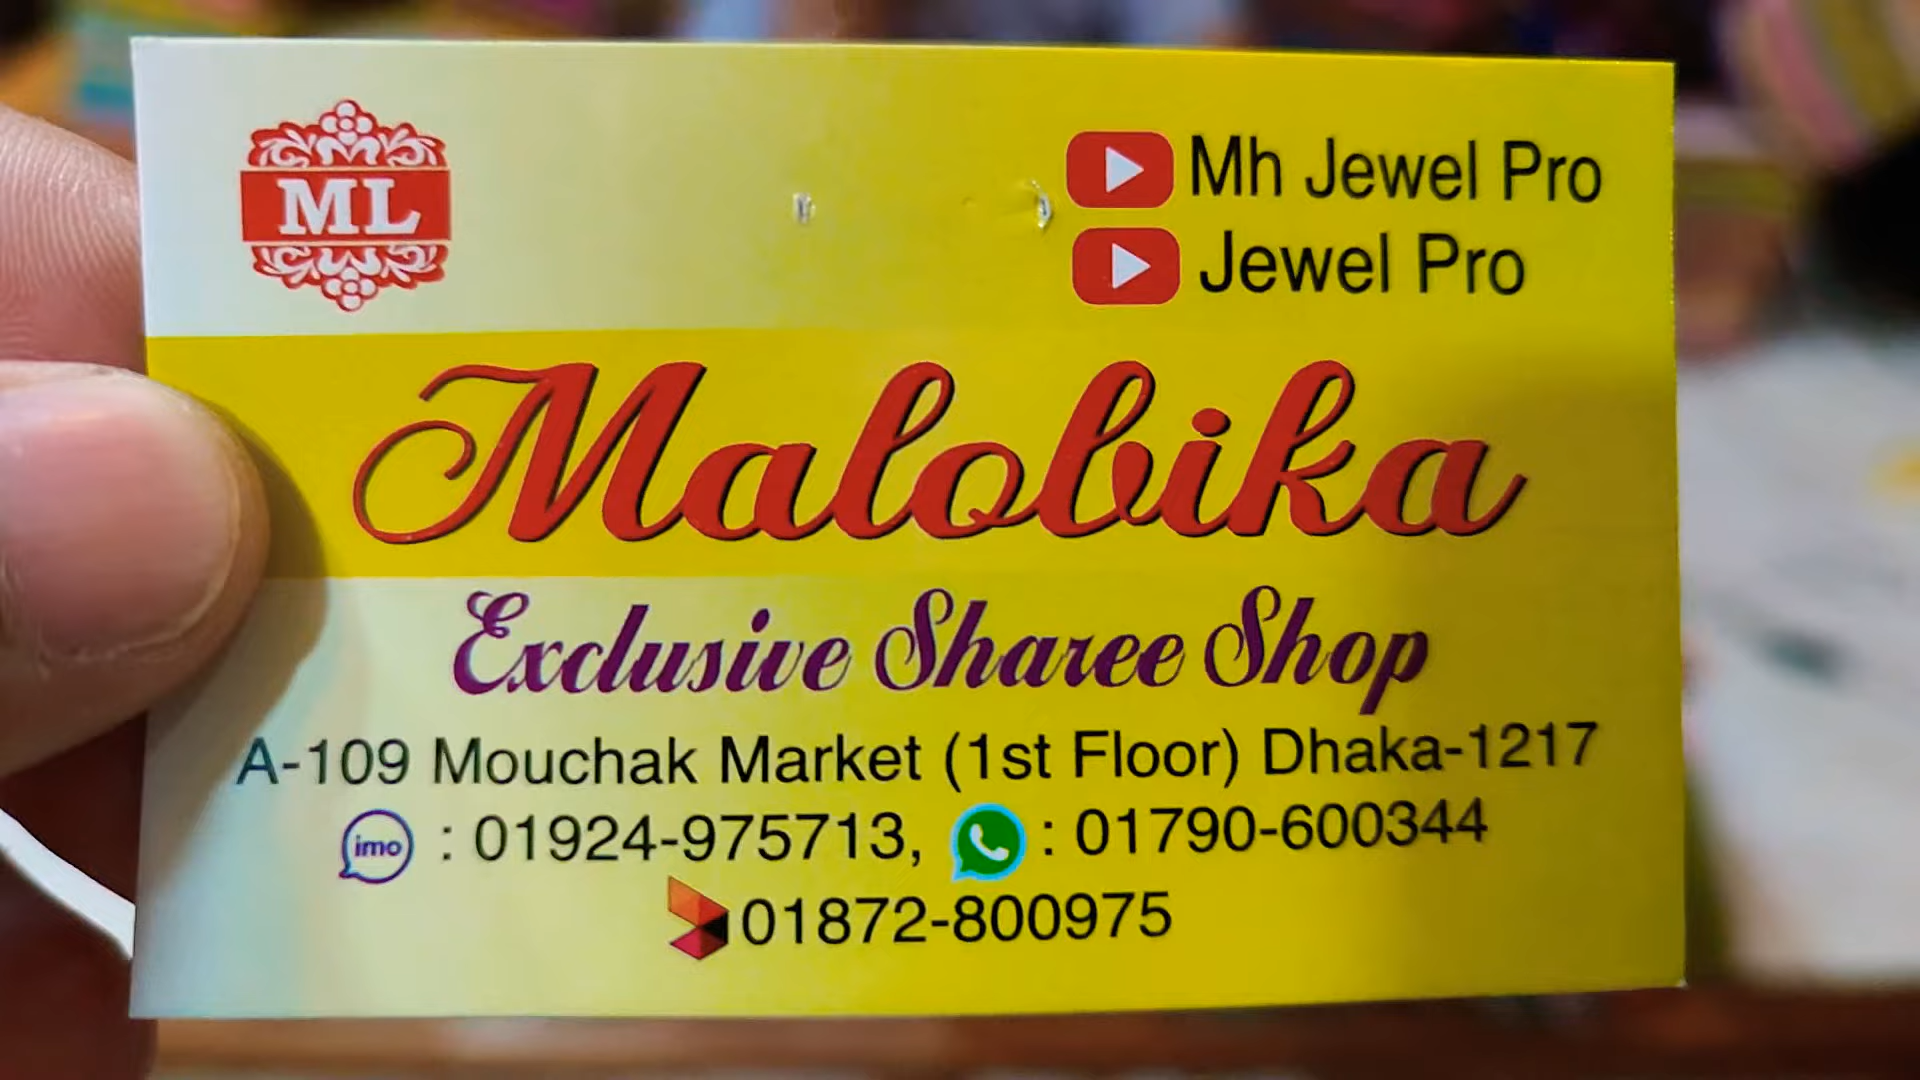 ML
Mh Jewel Pro
Jewel Pro
Malobika
Exclusive Sharee Shop
A-109 Mouchak Market (1st Floor) Dhaka-1217
imo : 01924-975713, : 01790-600344
01872-800975